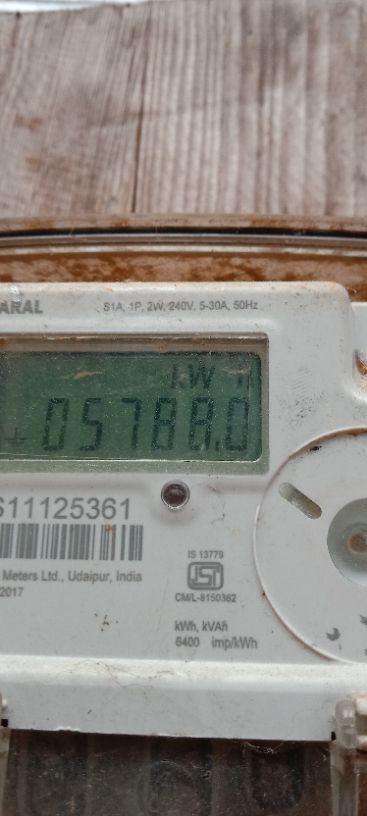 ARAL
S1A, 1P, 2W, 240V, 5-30A, 50Hz
kW h
05788.0
S11125361
Meters Ltd., Udaipur, India
2017
IS 13779
ISI
CM/L-8150362
kWh, kVAh
6400 imp/kWh